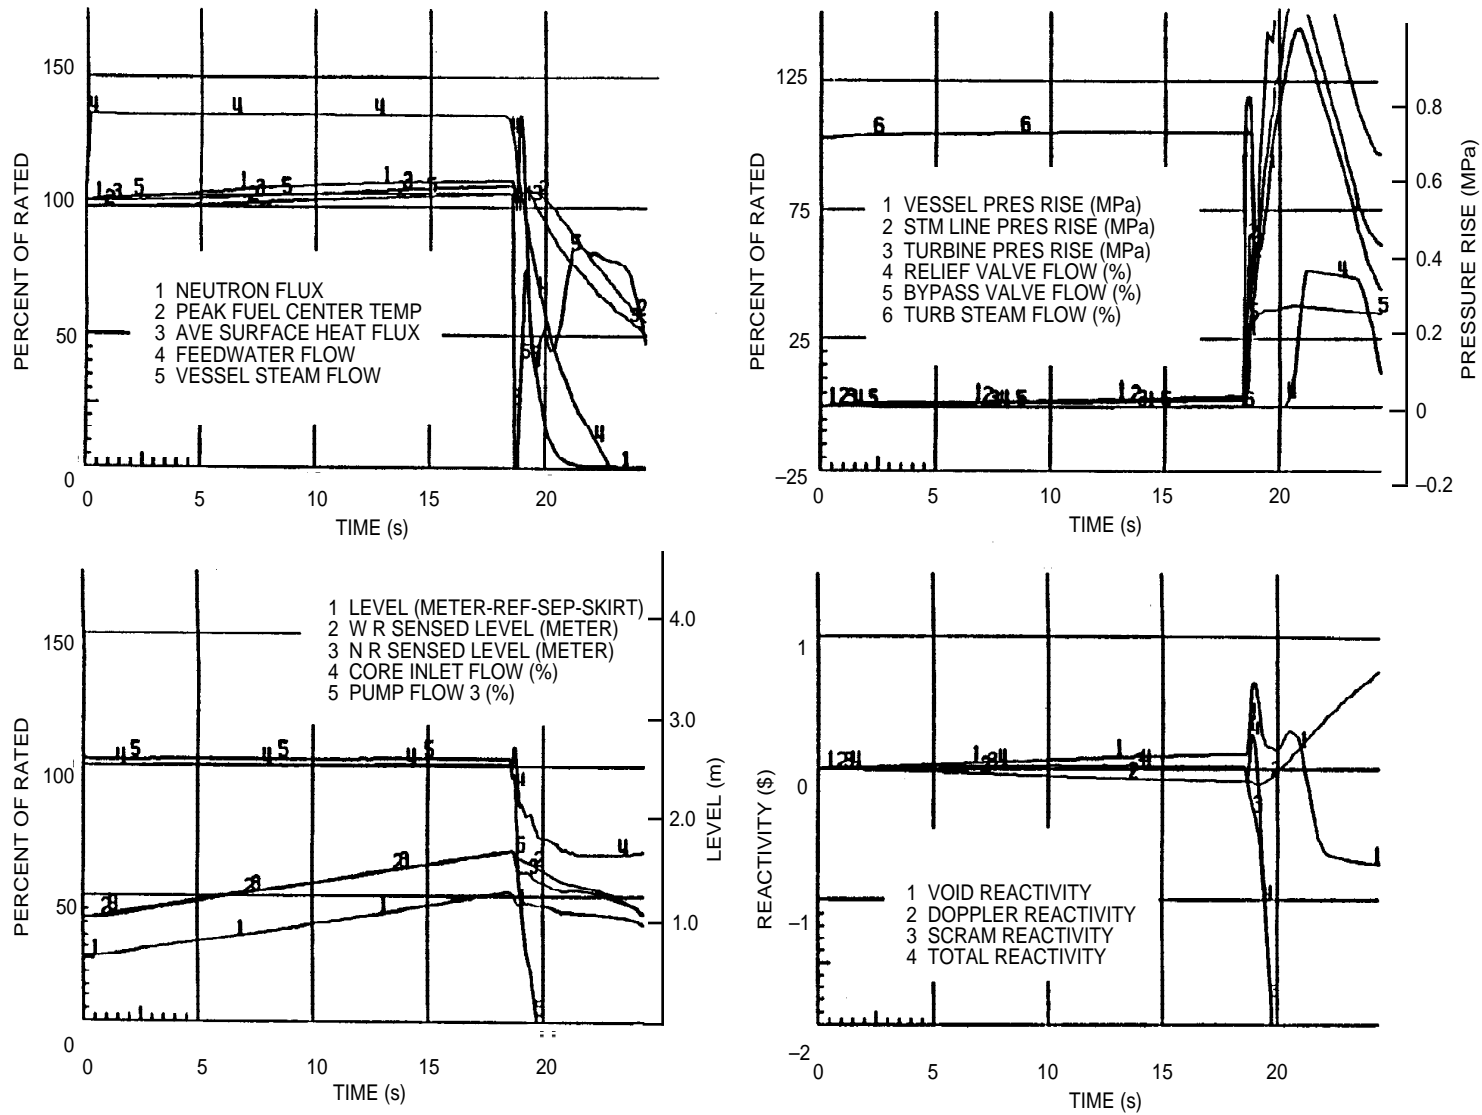 150
100
50
0
PERCENT OF RATED
1 NEUTRON FLUX
2 PEAK FUEL CENTER TEMP
3 AVE SURFACE HEAT FLUX
4 FEEDWATER FLOW
5 VESSEL STEAM FLOW
0 5 10 15 20
TIME (s)
125
75
25
–25
PERCENT OF RATED
1 VESSEL PRES RISE (MPa)
2 STM LINE PRES RISE (MPa)
3 TURBINE PRES RISE (MPa)
4 RELIEF VALVE FLOW (%)
5 BYPASS VALVE FLOW (%)
6 TURB STEAM FLOW (%)
0.8
0.6
0.4
0.2
0
–0.2
PRESSURE RISE (MPa)
0 5 10 15 20
TIME (s)
150
100
50
0
PERCENT OF RATED
1 LEVEL (METER-REF-SEP-SKIRT)
2 W R SENSED LEVEL (METER)
3 N R SENSED LEVEL (METER)
4 CORE INLET FLOW (%)
5 PUMP FLOW 3 (%)
4.0
3.0
2.0
1.0
LEVEL (m)
0 5 10 15 20
TIME (s)
1
0
–1
–2
REACTIVITY ($)
1 VOID REACTIVITY
2 DOPPLER REACTIVITY
3 SCRAM REACTIVITY
4 TOTAL REACTIVITY
0 5 10 15 20
TIME (s)